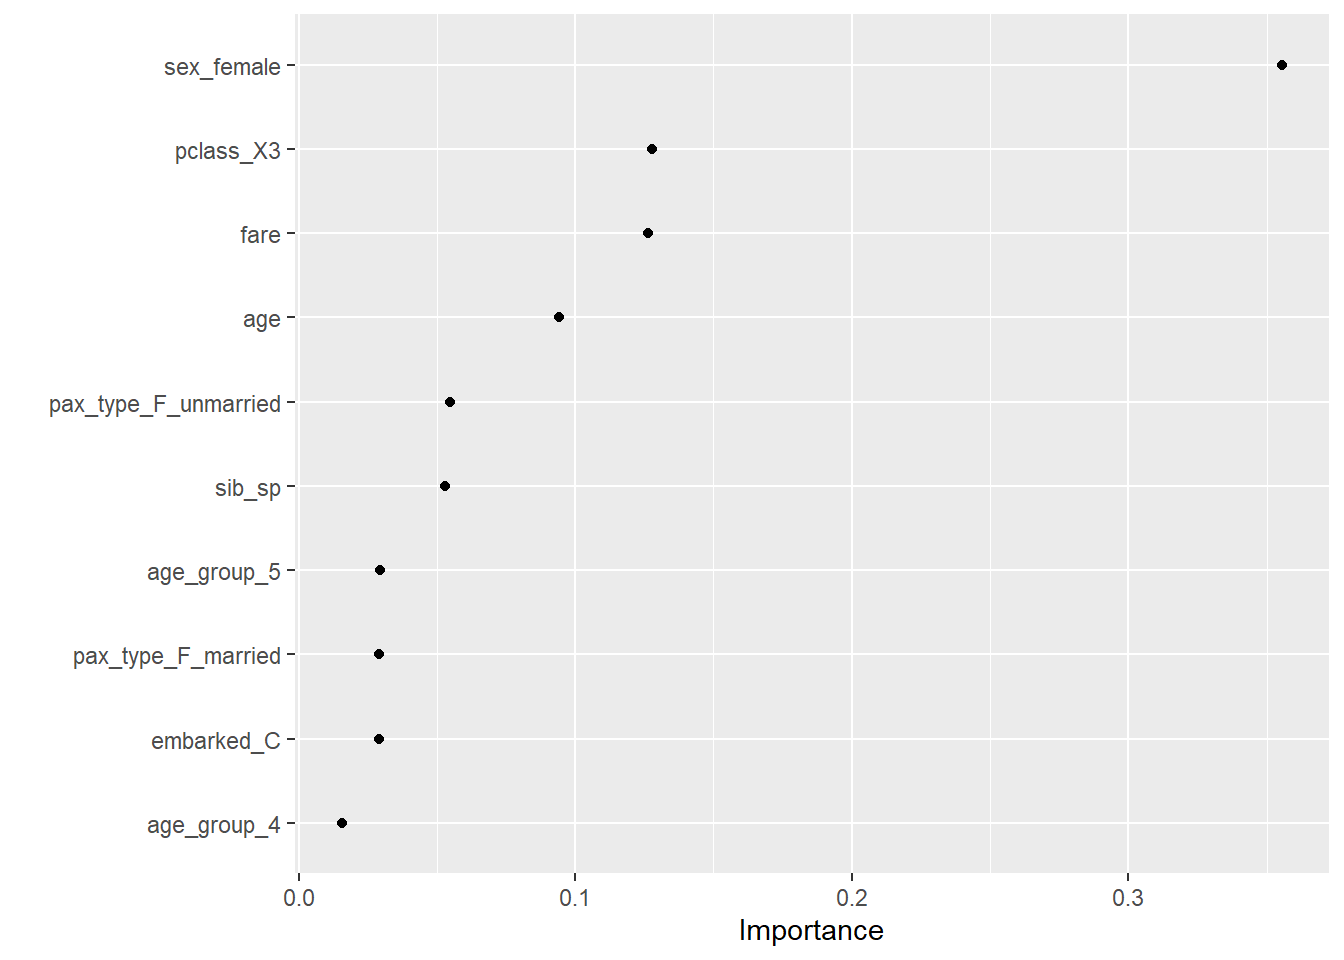 sex_female
pclass_X3
fare
age
pax_type_F_unmarried
sib_sp
age_group_5
pax_type_F_married
embarked_C
age_group_4
0.0 0.1 0.2 0.3
Importance